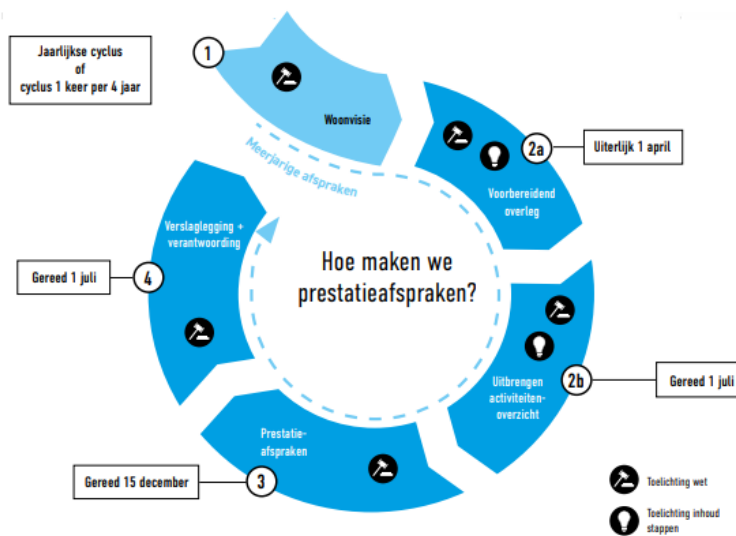 Jaarlijkse cyclus
of
cyclus 1 keer per 4 jaar
1
Woonvisie
Meerjarige afspraken
2a
Uiterlijk 1 april
Voorbereidend
overleg
Verslaglegging +
verantwoording
Hoe maken we
prestatieafspraken?
Gereed 1 juli
4
2b
Gereed 1 juli
Uitbrengen
activiteiten-
overzicht
Prestatie-
afspraken
Gereed 15 december
3
Toelichting wet
Toelichting inhoud
stappen